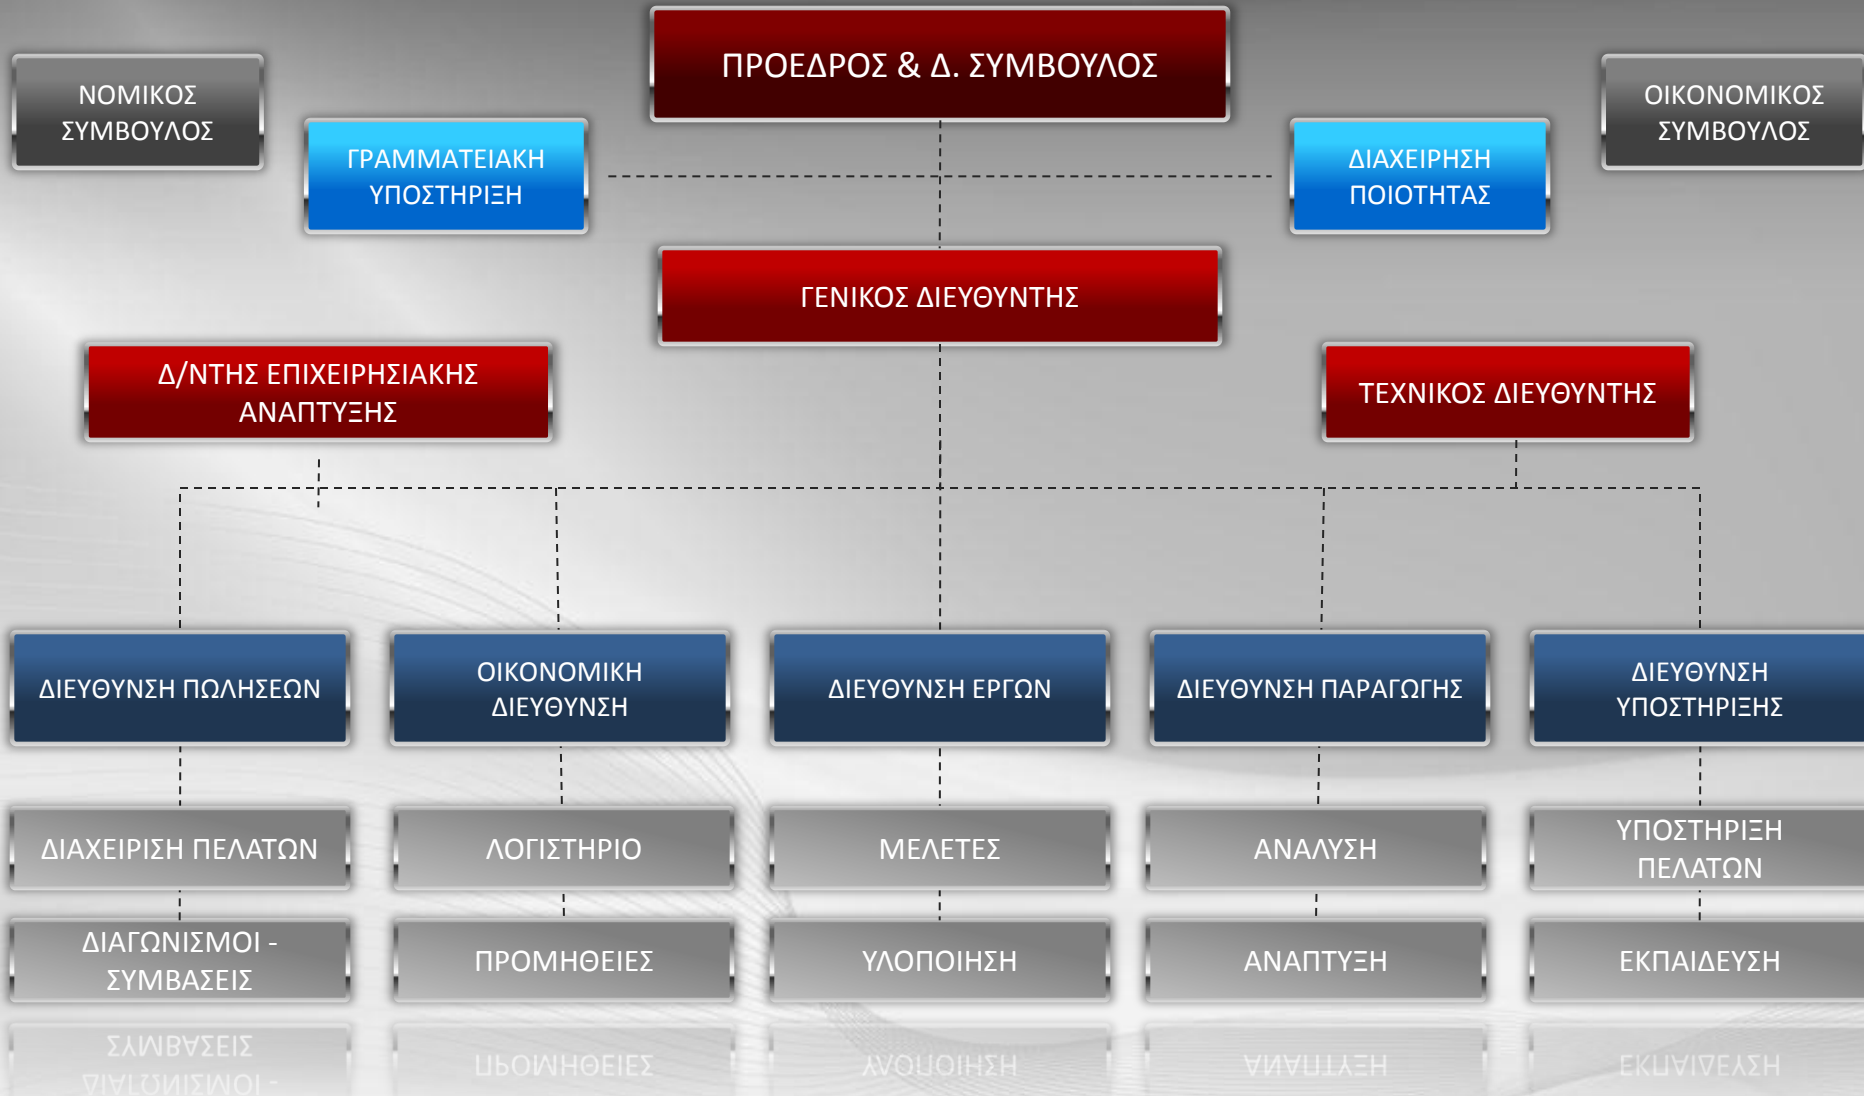 ΠΡΟΕΔΡΟΣ & Δ. ΣΥΜΒΟΥΛΟΣ
ΝΟΜΙΚΟΣ
ΣΥΜΒΟΥΛΟΣ
ΟΙΚΟΝΟΜΙΚΟΣ
ΣΥΜΒΟΥΛΟΣ
ΓΡΑΜΜΑΤΕΙΑΚΗ
ΥΠΟΣΤΗΡΙΞΗ
ΔΙΑΧΕΙΡΗΣΗ
ΠΟΙΟΤΗΤΑΣ
ΓΕΝΙΚΟΣ ΔΙΕΥΘΥΝΤΗΣ
Δ/ΝΤΗΣ ΕΠΙΧΕΙΡΗΣΙΑΚΗΣ
ΑΝΑΠΤΥΞΗΣ
ΤΕΧΝΙΚΟΣ ΔΙΕΥΘΥΝΤΗΣ
ΔΙΕΥΘΥΝΣΗ ΠΩΛΗΣΕΩΝ
ΟΙΚΟΝΟΜΙΚΗ
ΔΙΕΥΘΥΝΣΗ
ΔΙΕΥΘΥΝΣΗ ΕΡΓΩΝ
ΔΙΕΥΘΥΝΣΗ ΠΑΡΑΓΩΓΗΣ
ΔΙΕΥΘΥΝΣΗ
ΥΠΟΣΤΗΡΙΞΗΣ
ΔΙΑΧΕΙΡΙΣΗ ΠΕΛΑΤΩΝ
ΛΟΓΙΣΤΗΡΙΟ
ΜΕΛΕΤΕΣ
ΑΝΑΛΥΣΗ
ΥΠΟΣΤΗΡΙΞΗ
ΠΕΛΑΤΩΝ
ΔΙΑΓΩΝΙΣΜΟΙ -
ΣΥΜΒΑΣΕΙΣ
ΠΡΟΜΗΘΕΙΕΣ
ΥΛΟΠΟΙΗΣΗ
ΑΝΑΠΤΥΞΗ
ΕΚΠΑΙΔΕΥΣΗ